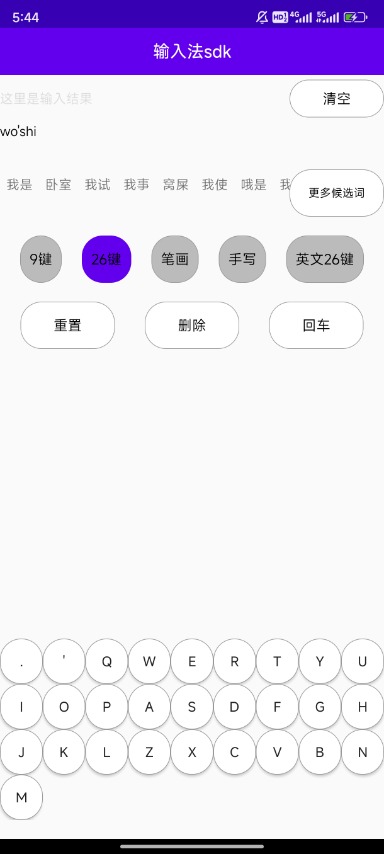 5:44 HD 4G 5G
输入法sdk
这里是输入结果 清空
wo'shi
我是 卧室 我试 我事 窝屎 我使 哦是 更多候选词
9键 26键 笔画 手写 英文26键
重置 删除 回车
. ' Q W E R T Y U
I O P A S D F G H
J K L Z X C V B N
M